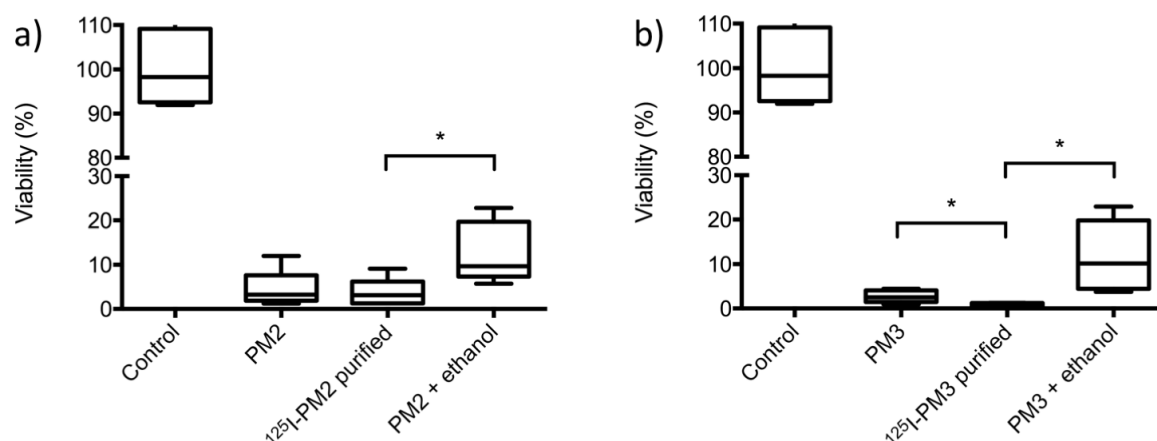 a)
Viability (%)
110
100
90
80
30
20
10
0
*
Control
PM2
¹²⁵I-PM2 purified
PM2 + ethanol
b)
Viability (%)
110
100
90
80
30
20
10
0
*
*
Control
PM3
¹²⁵I-PM3 purified
PM3 + ethanol